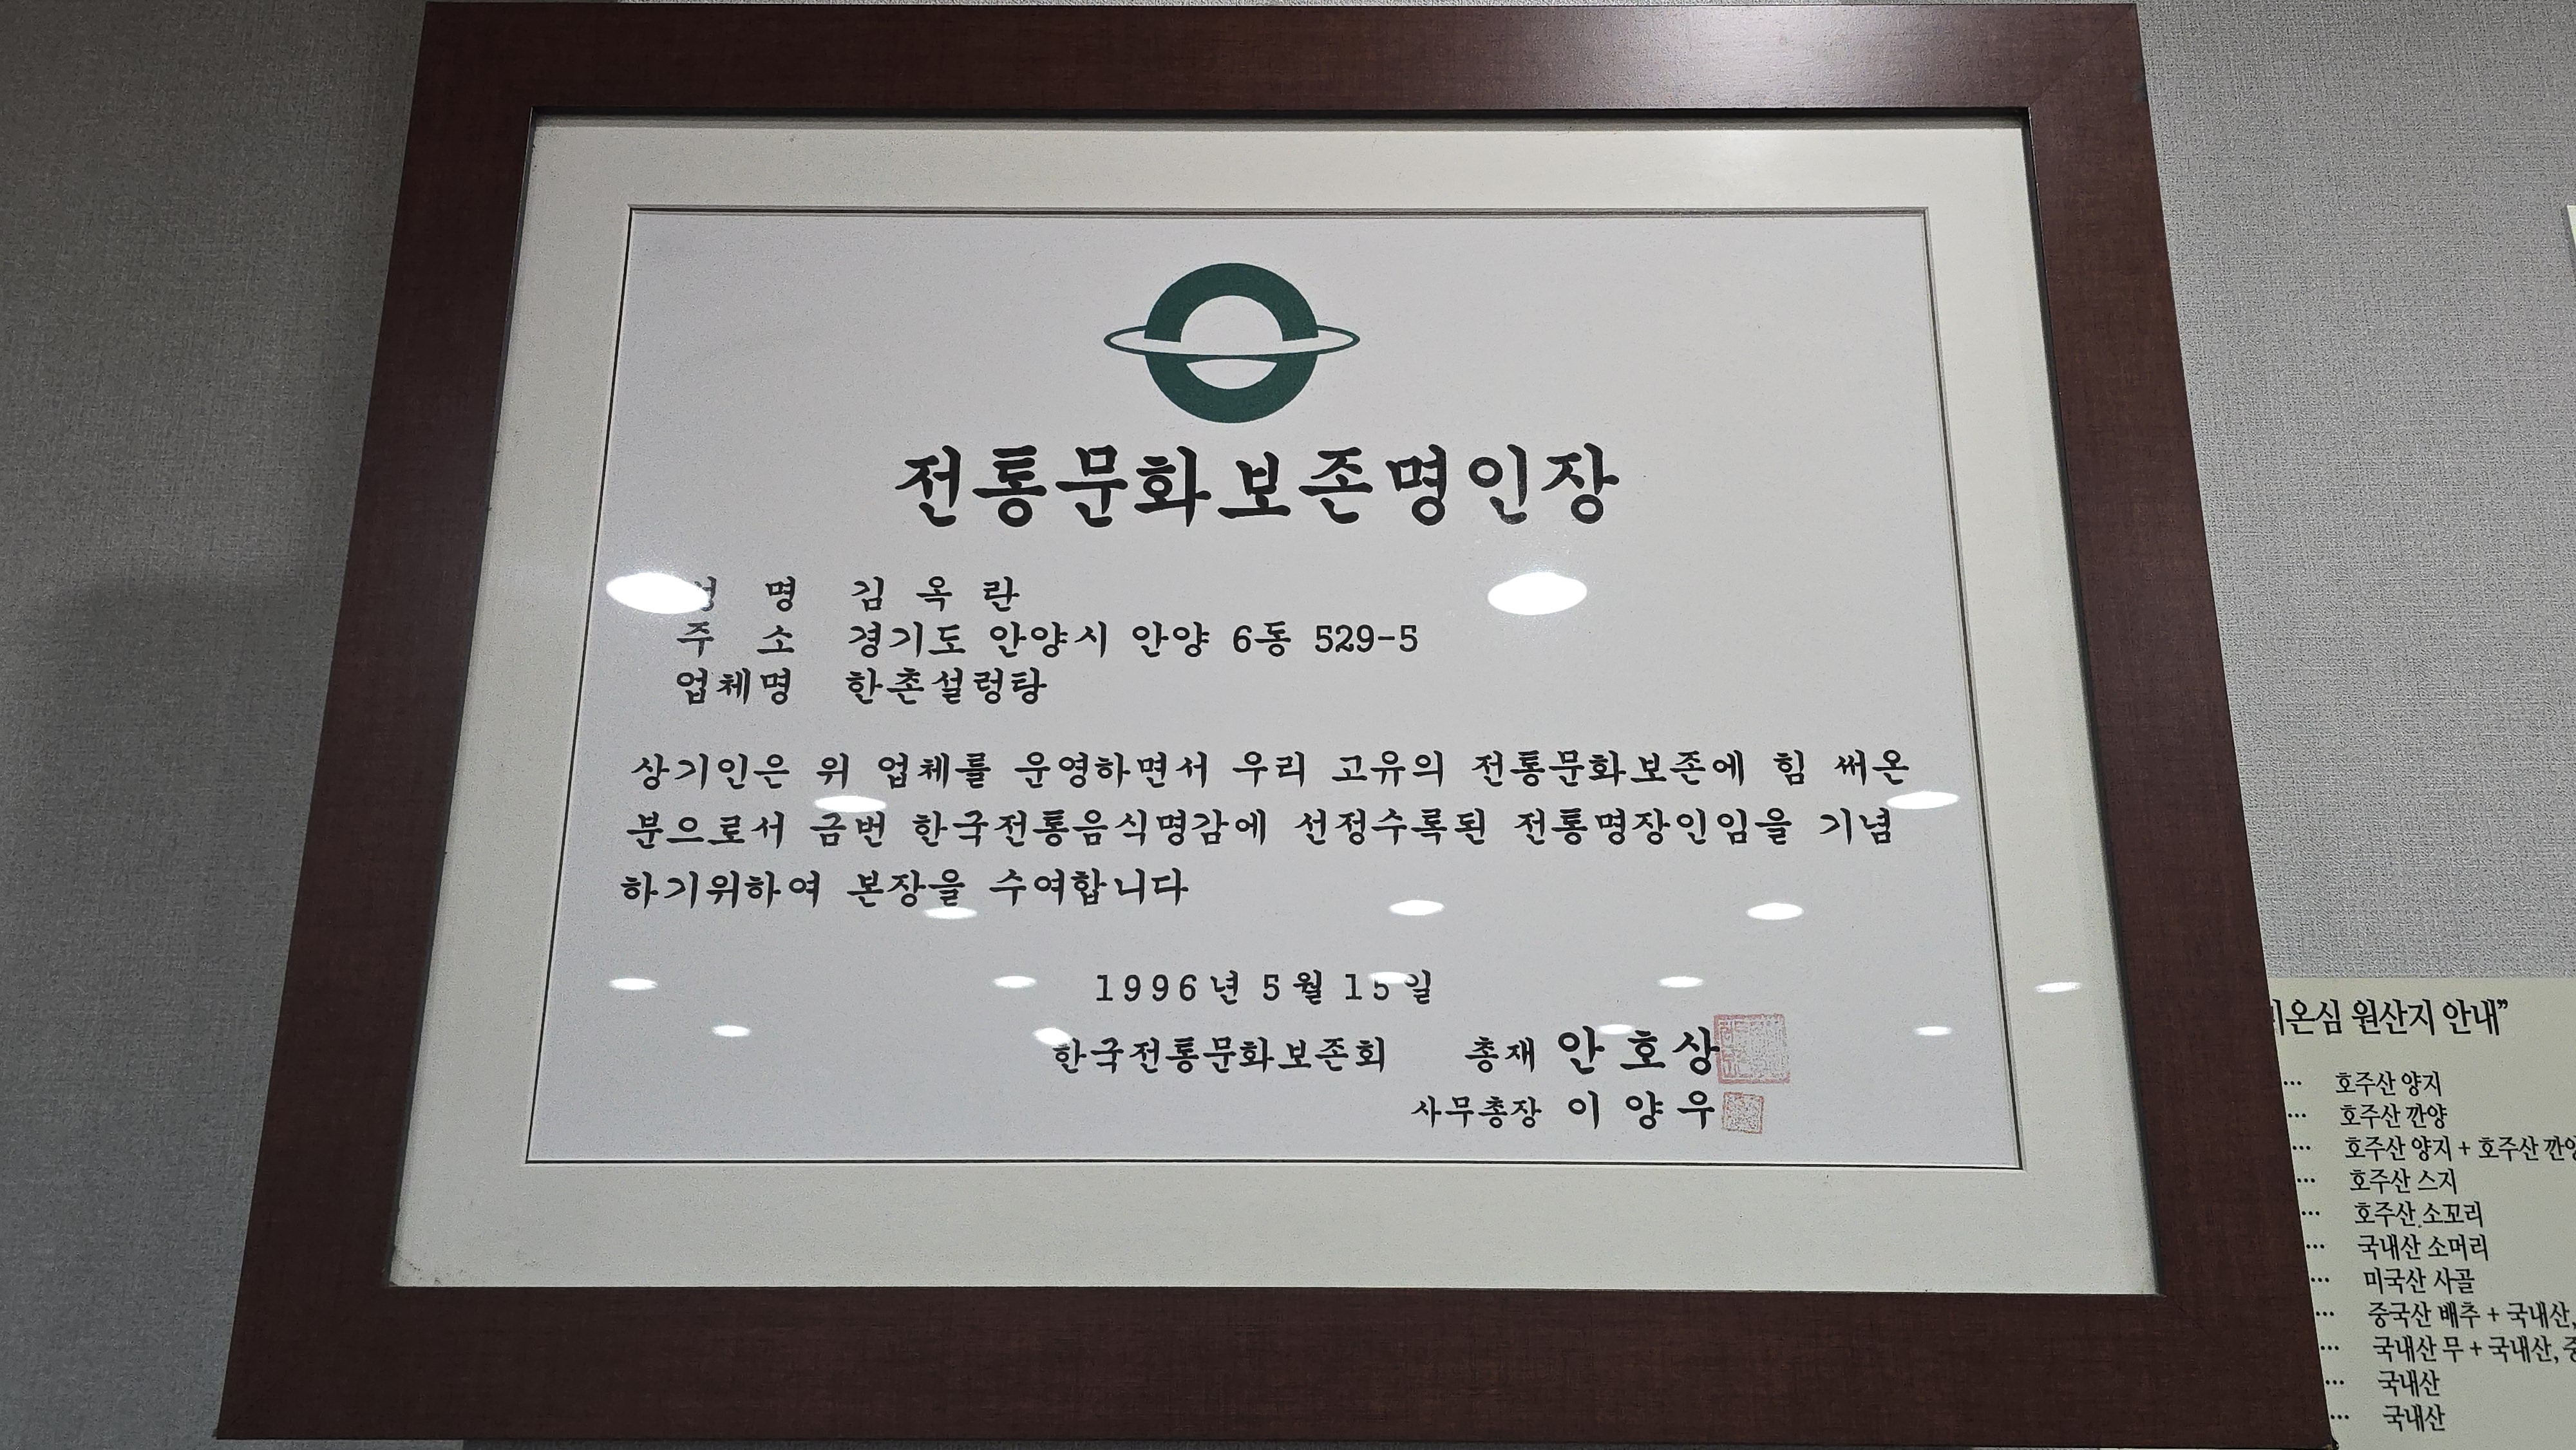 전통문화보존명인장
명 김 옥 란
주 소 경기도 안양시 안양 6동 529-5
업체명 한촌설렁탕
상기인은 위 업체를 운영하면서 우리 고유의 전통문화보존에 힘 써온
분으로서 금번 한국전통음식명감에 선정수록된 전통명장인임을 기념
하기위하여 본장을 수여합니다
1996년 5월 15일
한국전통문화보존회 총재 안호상
사무총장 이양우
원산지 안내”
··· 호주산 양지
··· 호주산 깐양
··· 호주산 양지 + 호주산 깐양
··· 호주산 스지
··· 호주산 소꼬리
··· 국내산 소머리
··· 미국산 사골
··· 중국산 배추 + 국내산,
··· 국내산 무 + 국내산,
··· 국내산
··· 국내산